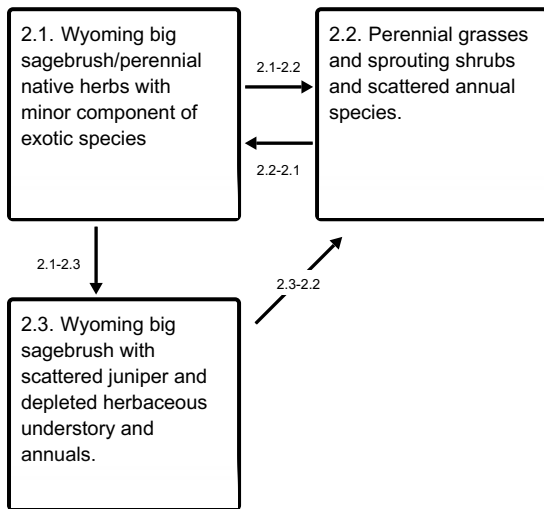 2.1. Wyoming big
sagebrush/perennial
native herbs with
minor component of
exotic species
2.1-2.2
2.2. Perennial grasses
and sprouting shrubs
and scattered annual
species.
2.2-2.1
2.1-2.3
2.3-2.2
2.3. Wyoming big
sagebrush with
scattered juniper and
depleted herbaceous
understory and
annuals.